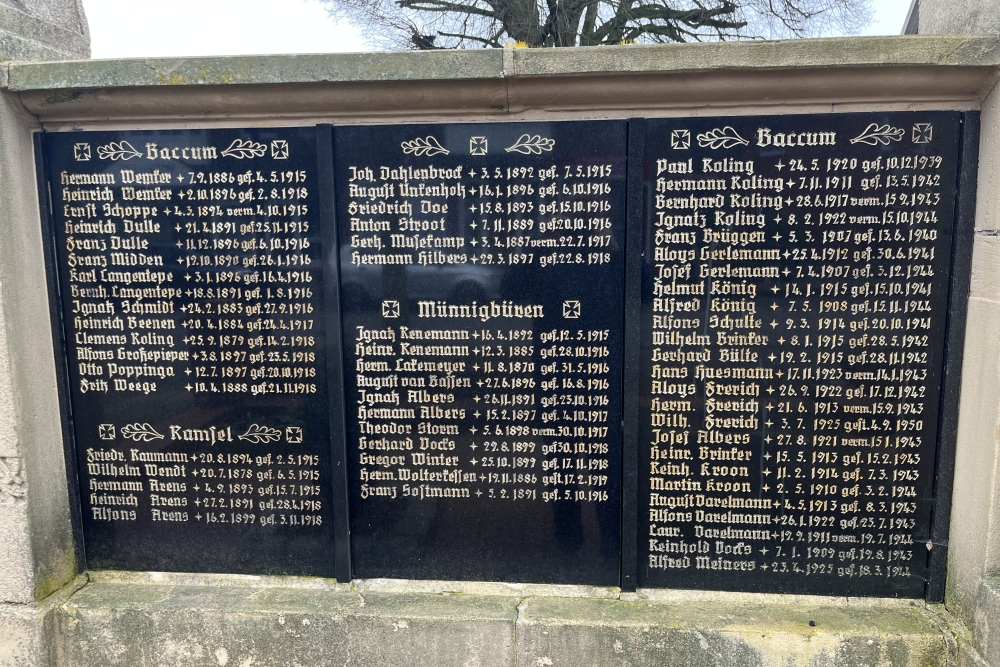 Baccum
Hermann Wemker +7.9.1886 gef. 4.5.1915
Heinrich Wemker +2.10.1896 gef. 2.8.1918
Ernst Schoppe +4.3.1894 verm. 4.10.1915
Heinrich Dulle +21.4.1891 gef. 25.11.1915
Franz Dulle +11.12.1896 gef. 6.10.1916
Franz Midden +12.10.1890 gef. 26.1.1916
Karl Langentepe +3.1.1896 gef. 16.4.1916
Bernh. Langentepe +18.8.1891 gef. 1.8.1916
Ignatz Schmidt +24.2.1885 gef. 27.9.1916
Heinrich Beenen +20.4.1884 gef. 24.4.1917
Clemens Roling +25.9.1879 gef. 14.2.1918
Alfons Großepieper +3.8.1897 gef. 23.5.1918
Otto Poppinga +12.7.1897 gef. 20.10.1918
Fritz Weege +10.4.1888 gef. 21.11.1918
Ramsel
Friedr. Raumann +20.8.1894 gef. 2.5.1915
Wilhelm Wendt +20.7.1878 gef. 6.5.1915
Hermann Arens +4.9.1893 gef. 15.7.1915
Heinrich Arens +27.2.1891 gef. 28.4.1918
Alfons Arens +16.2.1899 gef. 3.11.1918
Joh. Dahlenbrock +3.5.1892 gef. 7.5.1915
August Unkenholz +16.1.1896 gef. 6.10.1916
Friedrich Doe +15.8.1893 gef. 15.10.1916
Anton Stroot +7.11.1889 gef. 20.10.1916
Gerh. Musekamp +3.4.1887 verm. 22.7.1917
Hermann Hilbers +29.3.1897 gef. 22.8.1918
Münnigbüren
Ignatz Kenemann +16.4.1892 gef. 12.5.1915
Heinr. Kenemann +12.3.1885 gef. 28.10.1916
Herm. Lakemeyer +11.8.1870 gef. 31.5.1916
August van Bassen +27.6.1896 gef. 16.8.1916
Ignatz Albers +26.11.1891 gef. 23.10.1916
Hermann Albers +15.2.1897 gef. 4.10.1917
Theodor Storm +5.6.1898 verm. 30.10.1917
Gerhard Vocks +29.8.1899 gef. 30.10.1918
Gregor Winter +25.10.1899 gef. 17.11.1918
Herm. Wolterkessen +19.11.1886 gest. 17.2.1919
Franz Sostmann +5.2.1891 gef. 5.10.1916
Baccum
Paul Koling +24.5.1920 gef. 10.12.1939
Hermann Koling +7.11.1911 gef. 13.5.1942
Bernhard Koling +28.6.1917 verm. 15.9.1943
Ignatz Koling +8.2.1922 verm. 15.10.1944
Franz Brüggen +5.3.1907 gef. 13.6.1940
Aloys Gerlemann +25.4.1912 gef. 30.6.1941
Josef Gerlemann +7.4.1907 gef. 3.12.1944
Helmut König +14.1.1915 gef. 15.10.1941
Alfred König +7.5.1908 gef. 15.11.1944
Alfons Schulte +9.3.1914 gef. 20.10.1941
Wilhelm Brinker +8.1.1915 gef. 28.5.1942
Gerhard Bülte +19.2.1915 gef. 28.11.1942
Hans Huesmann +17.11.1923 verm. 14.1.1943
Aloys Frerich +26.9.1922 gef. 17.12.1942
Herm. Frerich +21.6.1913 verm. 15.9.1943
Wilh. Frerich +3.7.1925 gest. 4.9.1950
Josef Albers +27.8.1921 verm. 15.1.1943
Heinr. Brinker +15.5.1913 gef. 15.2.1943
Reinh. Kroon +11.2.1914 gef. 7.3.1943
Martin Kroon +2.5.1910 gef. 3.2.1944
August Darelmann +4.5.1913 gef. 8.3.1943
Alfons Darelmann +26.1.1922 gef. 23.7.1943
Laur. Darelmann +19.9.1911 verm. 19.7.1944
Reinhold Vocks +7.1.1909 gef. 19.8.1943
Alfred Meiners +23.4.1925 gef. 18.3.1944